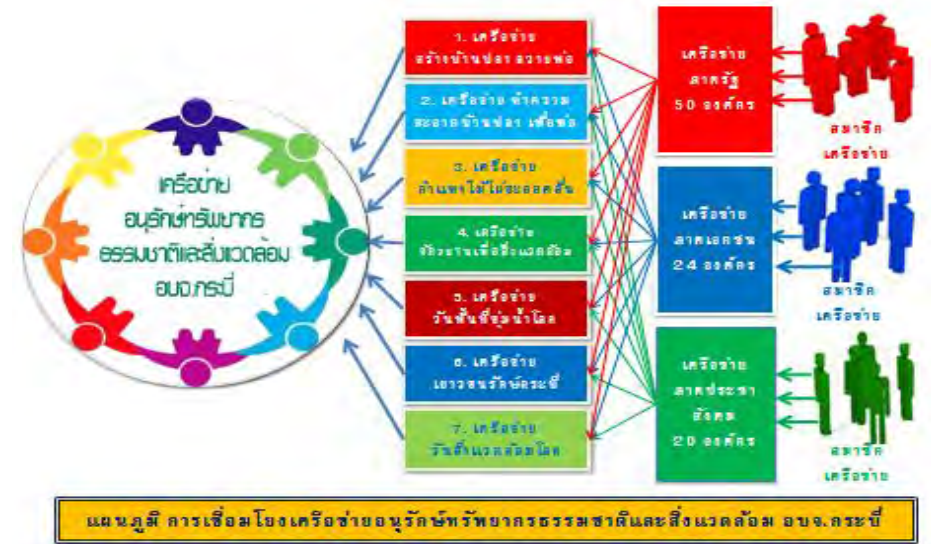 เครือข่าย
อนุรักษ์ทรัพยากร
ธรรมชาติและสิ่งแวดล้อม
อบจ.กระบี่
1. เครือข่าย
สร้างบ้านปลา ถวายพ่อ
2. เครือข่าย ทำความ
สะอาดบ้านปลา เพื่อพ่อ
3. เครือข่าย
กำแพงไม้ไผ่ชะลอคลื่น
4. เครือข่าย
จักรยานเพื่อสิ่งแวดล้อม
5. เครือข่าย
วันพื้นที่ชุ่มน้ำโลก
6. เครือข่าย
เยาวชนรักษ์กระบี่
7. เครือข่าย
วันสิ่งแวดล้อมโลก
เครือข่าย
ภาครัฐ
50 องค์กร
สมาชิก
เครือข่าย
เครือข่าย
ภาคเอกชน
24 องค์กร
สมาชิก
เครือข่าย
เครือข่าย
ภาคประชา
สังคม
20 องค์กร
สมาชิก
เครือข่าย
แผนภูมิ การเชื่อมโยงเครือข่ายอนุรักษ์ทรัพยากรธรรมชาติและสิ่งแวดล้อม อบจ.กระบี่